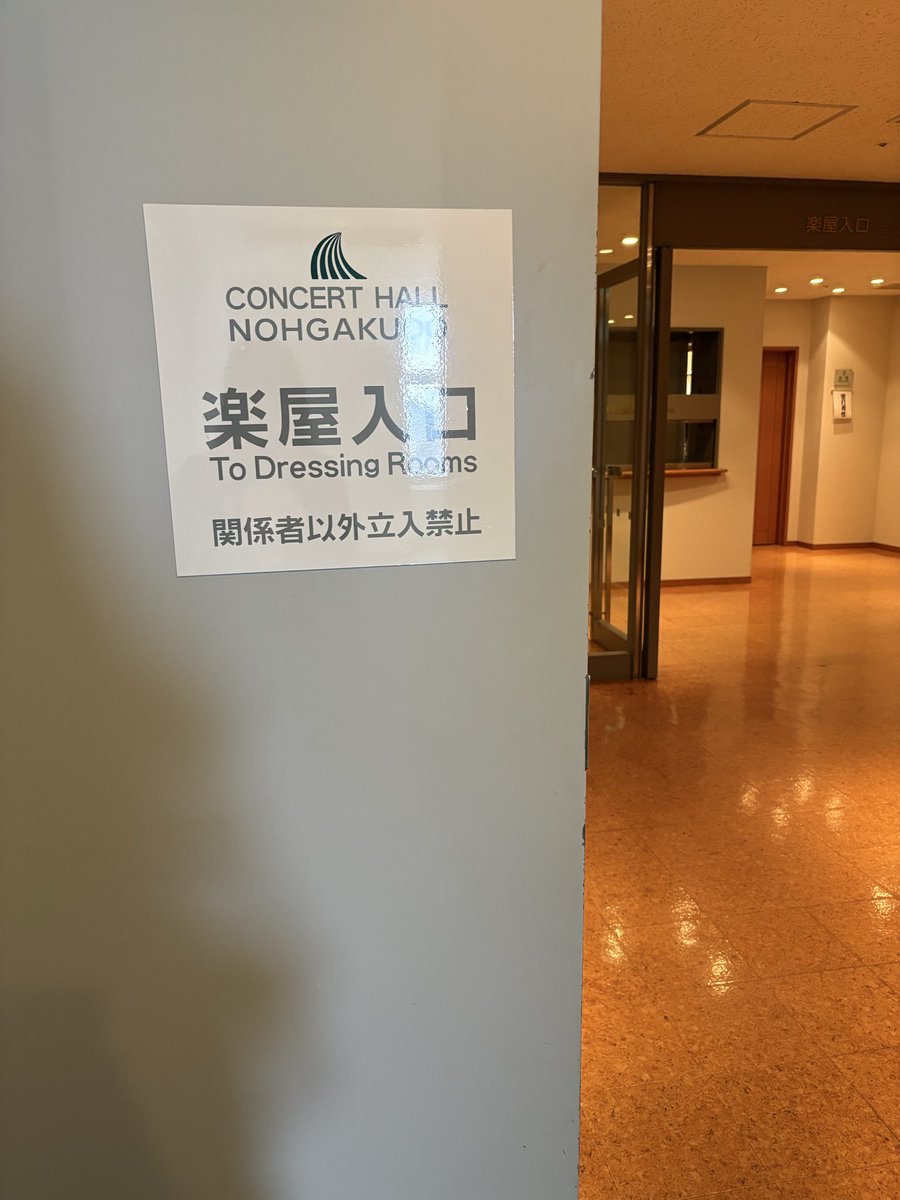 CONCERT HALL
NOHGAKUDO
楽屋入口
To Dressing Rooms
関係者以外立入禁止
楽屋入口